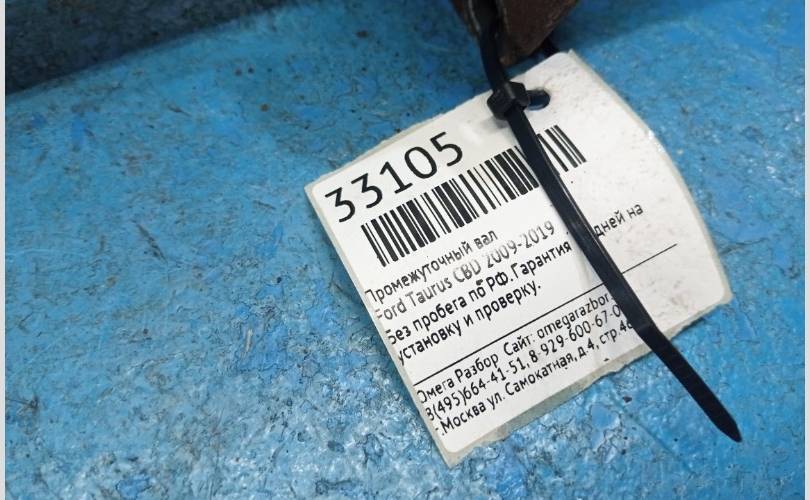 33105
Промежуточный вал
Ford Taurus CBD 2009-2019
Без пробега по РФ. Гарантия дней на
установку и проверку.
Омега Разбор Сайт: omegarazbor
8(495)664-41-51, 8-929-600-67-0
г.Москва ул. Самокатная, д.4, стр.